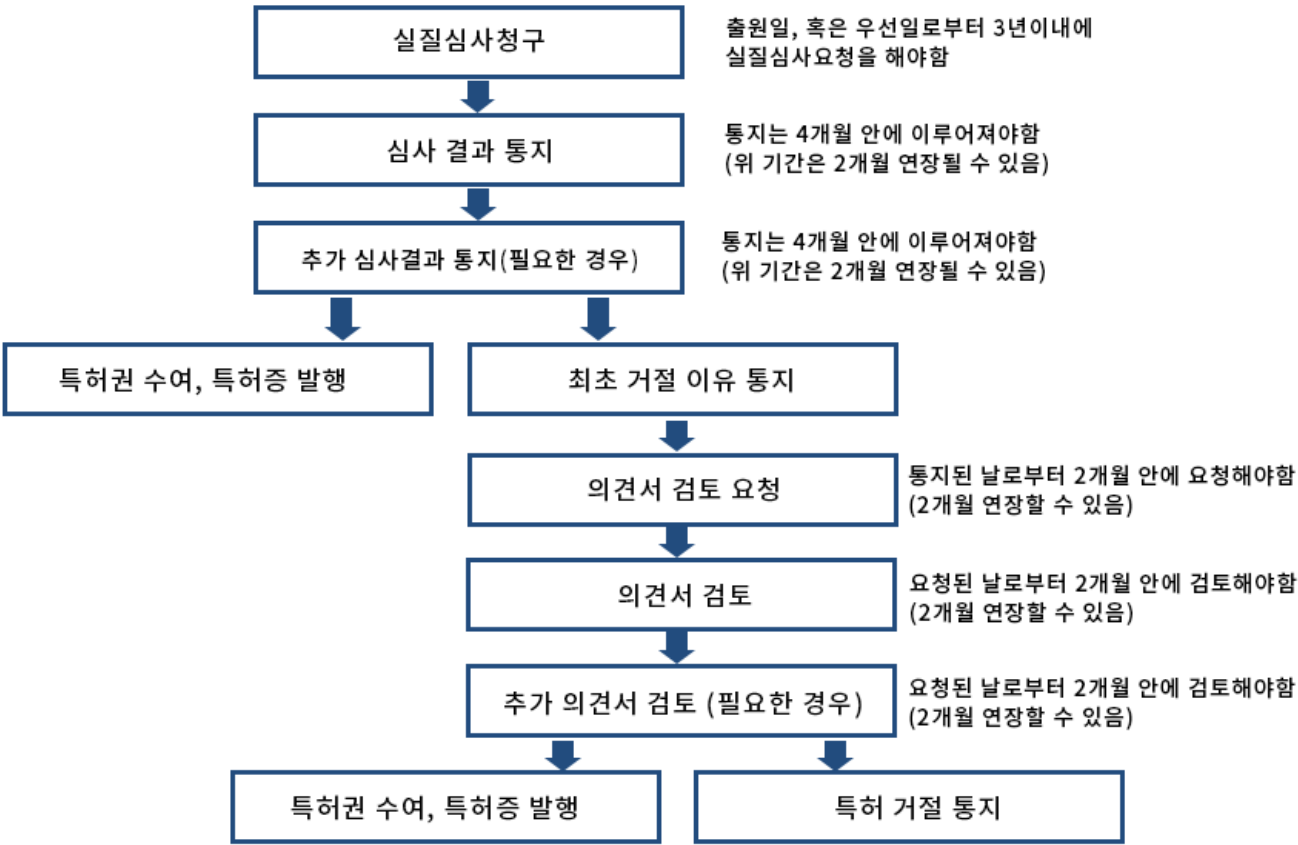 실질심사청구
출원일, 혹은 우선일로부터 3년이내에
실질심사요청을 해야함
심사 결과 통지
통지는 4개월 안에 이루어져야함
(위 기간은 2개월 연장될 수 있음)
추가 심사결과 통지(필요한 경우)
통지는 4개월 안에 이루어져야함
(위 기간은 2개월 연장될 수 있음)
특허권 수여, 특허증 발행
최초 거절 이유 통지
의견서 검토 요청
통지된 날로부터 2개월 안에 요청해야함
(2개월 연장할 수 있음)
의견서 검토
요청된 날로부터 2개월 안에 검토해야함
(2개월 연장할 수 있음)
추가 의견서 검토 (필요한 경우)
요청된 날로부터 2개월 안에 검토해야함
(2개월 연장할 수 있음)
특허권 수여, 특허증 발행
특허 거절 통지